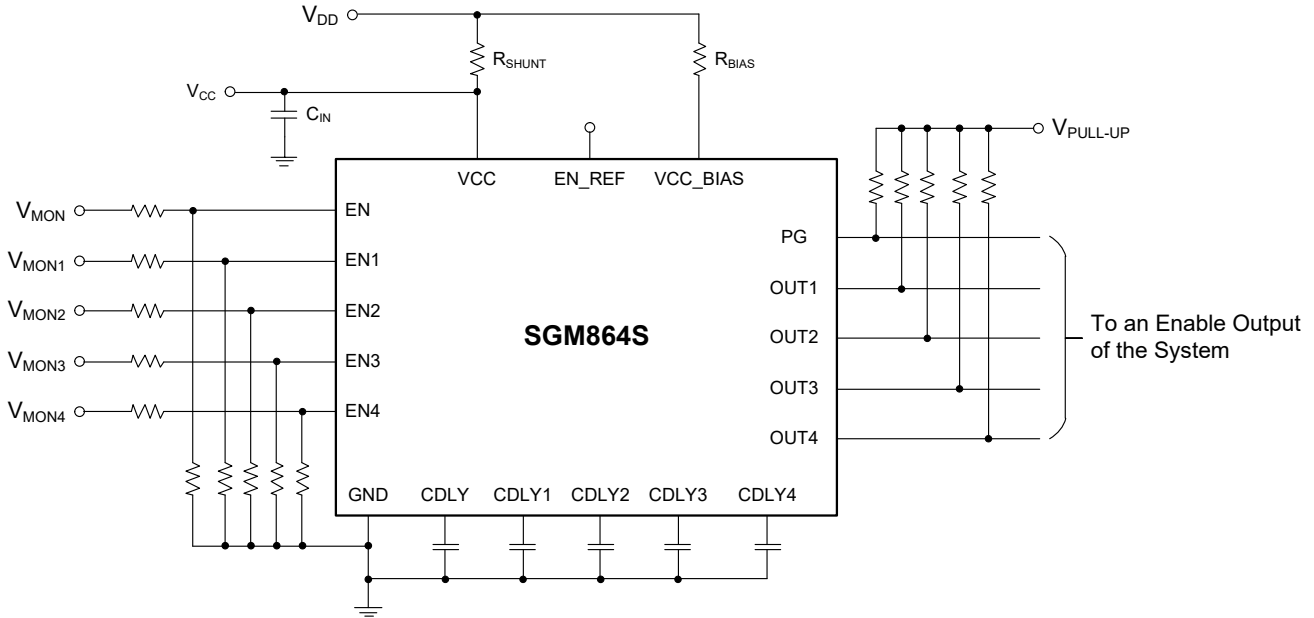 VDD
RSHUNT
RBIAS
VCC
CIN
VPULL-UP
VCC
EN_REF
VCC_BIAS
VMON
EN
PG
VMON1
EN1
OUT1
VMON2
EN2
SGM864S
OUT2
To an Enable Output
of the System
VMON3
EN3
OUT3
VMON4
EN4
OUT4
GND
CDLY
CDLY1
CDLY2
CDLY3
CDLY4